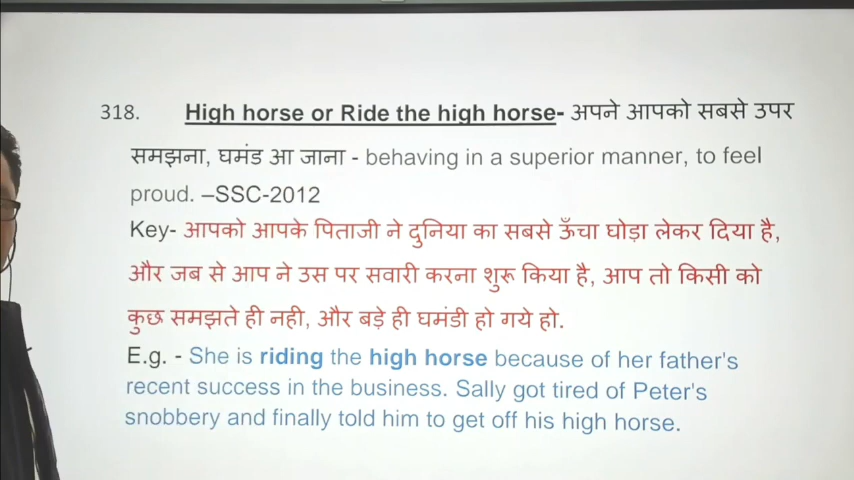 318. High horse or Ride the high horse- अपने आपको सबसे उपर
समझना, घमंड आ जाना - behaving in a superior manner, to feel
proud. –SSC-2012
Key- आपको आपके पिताजी ने दुनिया का सबसे ऊँचा घोड़ा लेकर दिया है,
और जब से आप ने उस पर सवारी करना शुरू किया है, आप तो किसी को
कुछ समझते ही नही, और बड़े ही घमंडी हो गये हो.
E.g. - She is riding the high horse because of her father's
recent success in the business. Sally got tired of Peter's
snobbery and finally told him to get off his high horse.